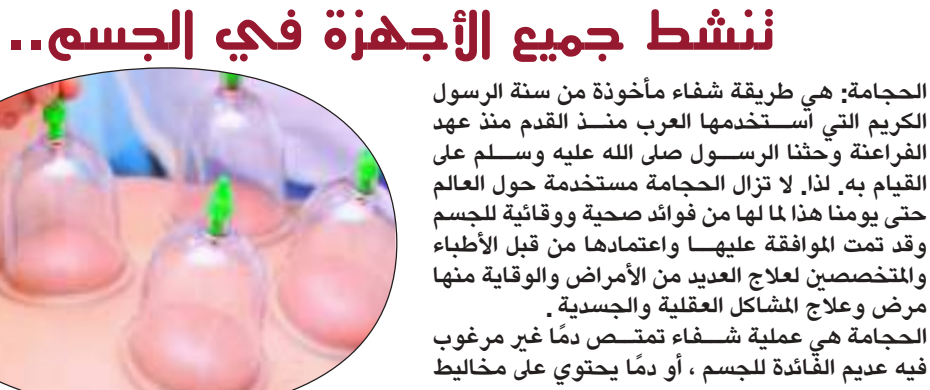 تنشط جميع الأجهزة في الجسم..
الحجامة: هي طريقة شفاء مأخوذة من سنة الرسول
الكريم التي استخدمها العرب منذ القدم منذ عهد
الفراعنة وحثنا الرسول صلى الله عليه وسلم على
القيام به. لذا. لا تزال الحجامة مستخدمة حول العالم
حتى يومنا هذا لما لها من فوائد صحية ووقائية للجسم
وقد تمت الموافقة عليها واعتمادها من قبل الأطباء
والمتخصصين لعلاج العديد من الأمراض والوقاية منها
مرض وعلاج المشاكل العقلية والجسدية .
الحجامة هي عملية شفاء تمتص دمًا غير مرغوب
فيه عديم الفائدة للجسم ، أو دمًا يحتوي على مخاليط